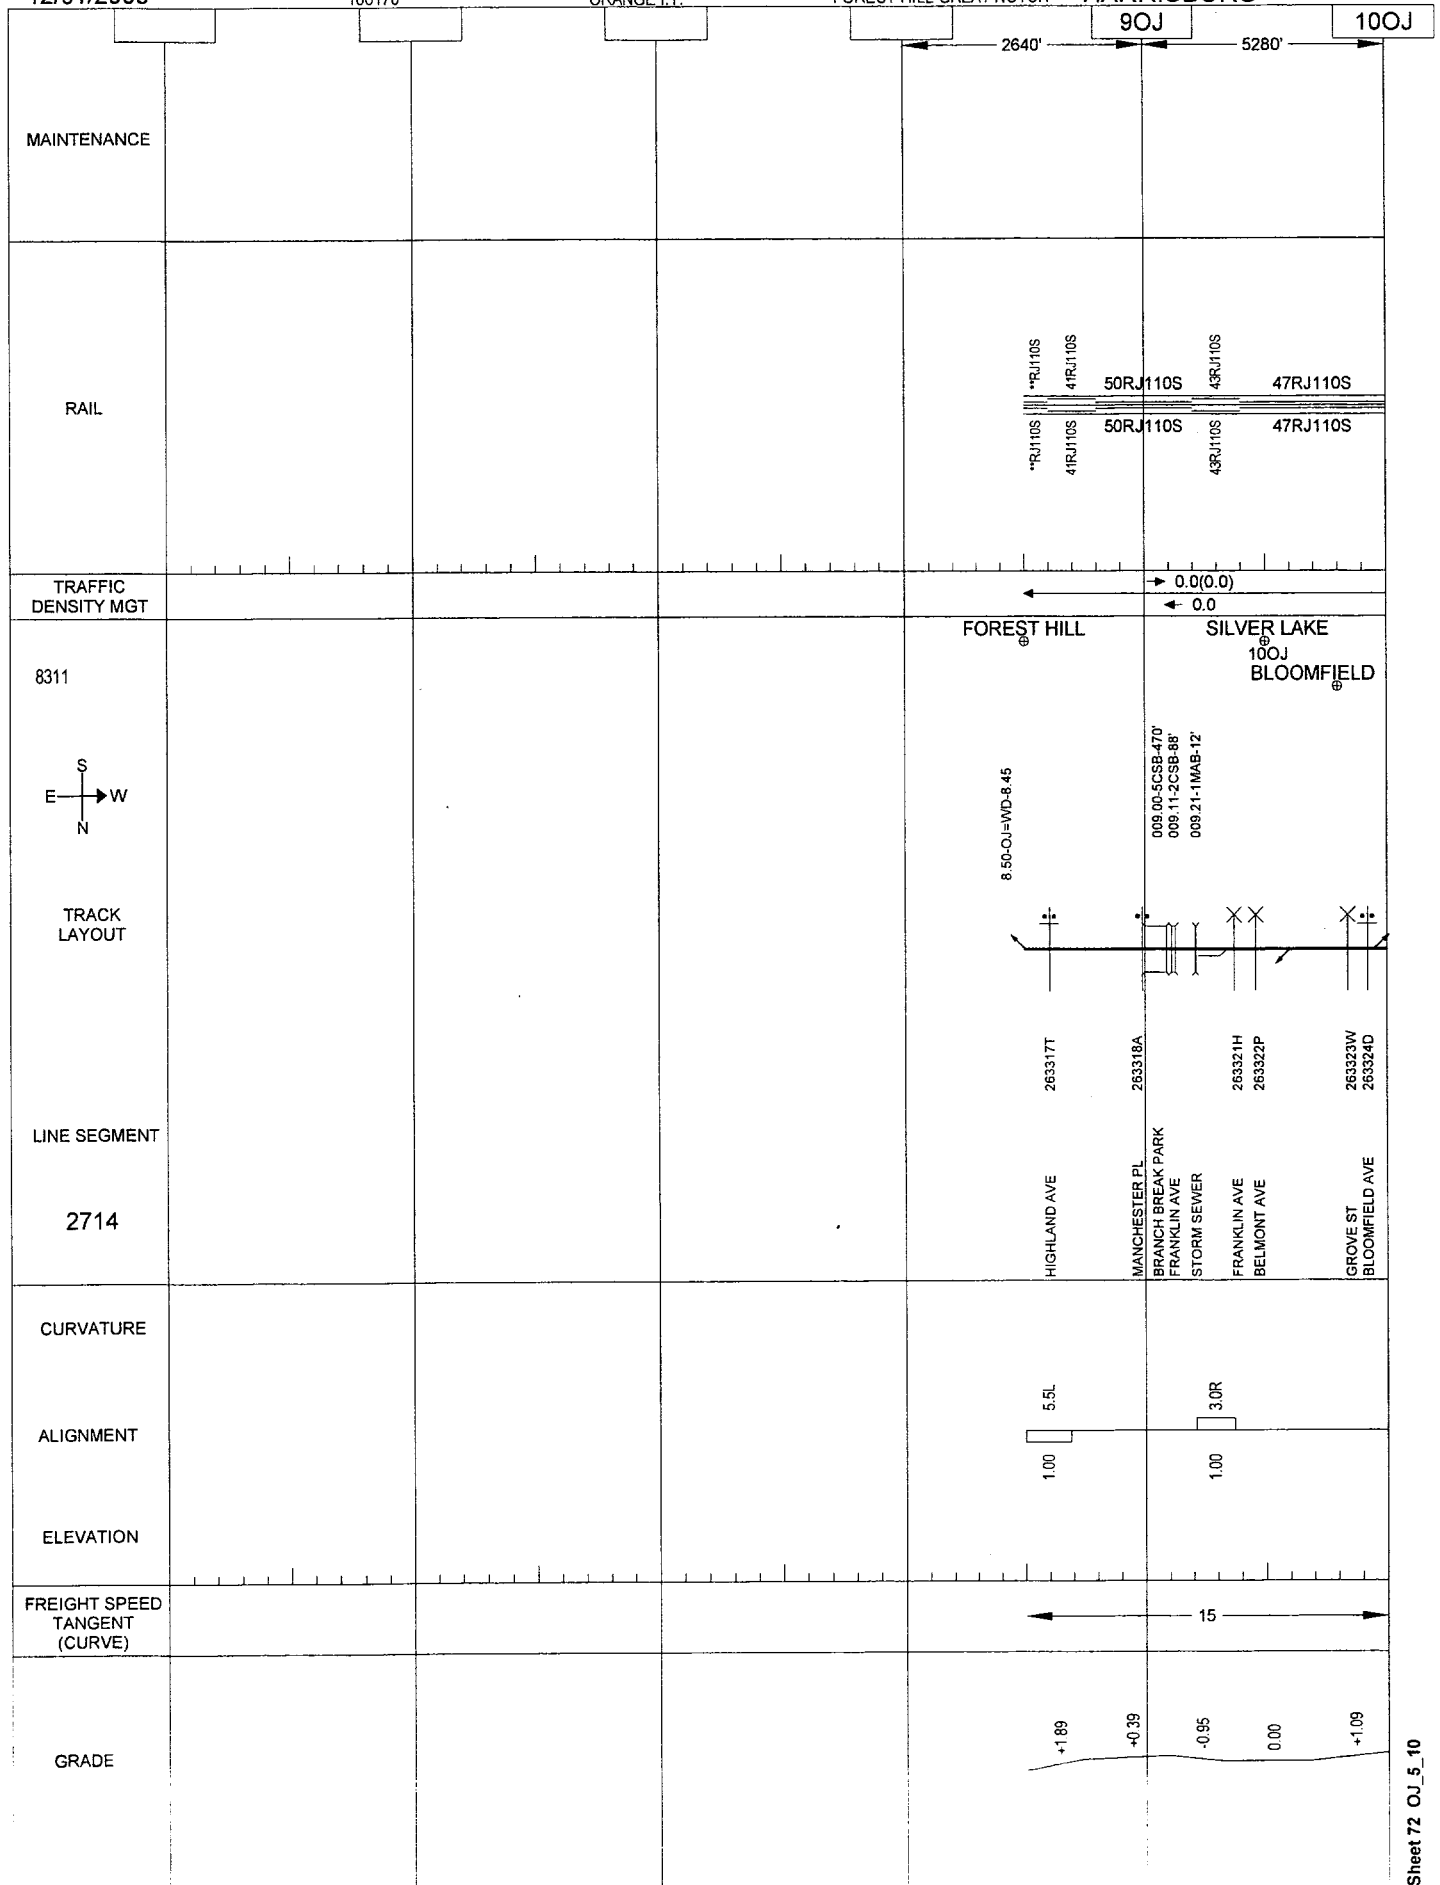 9OJ
10OJ
2640'
5280'
MAINTENANCE
RAIL
**RJ110S
41RJ110S
50RJ110S
43RJ110S
47RJ110S
**RJ110S
41RJ110S
50RJ110S
43RJ110S
47RJ110S
TRAFFIC
DENSITY MGT
0.0(0.0)
0.0
FOREST HILL
SILVER LAKE
10OJ
BLOOMFIELD
8311
S
E
W
N
8.50-OJ=WD-8.45
009.00-5CSB-470'
009.11-2CSB-88'
009.21-1MAB-12'
TRACK
LAYOUT
263317T
263318A
263321H
263322P
263323W
263324D
LINE SEGMENT
2714
HIGHLAND AVE
MANCHESTER PL
BRANCH BREAK PARK
FRANKLIN AVE
STORM SEWER
FRANKLIN AVE
BELMONT AVE
GROVE ST
BLOOMFIELD AVE
CURVATURE
5.5L
3.0R
ALIGNMENT
1.00
1.00
ELEVATION
FREIGHT SPEED
TANGENT
(CURVE)
15
GRADE
+1.89
+0.39
-0.95
0.00
+1.09
Sheet 72 OJ_5_10